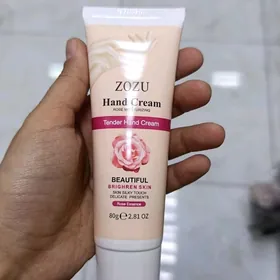 ZOZU
Hand Cream
ROSE MOISTURIZING
Tender Hand Cream
BEAUTIFUL
BRIGHREN SKIN
SKIN SILKY TOUCH
DELICATE PRESENTS
Rose Essence
80g℮2.81 OZ